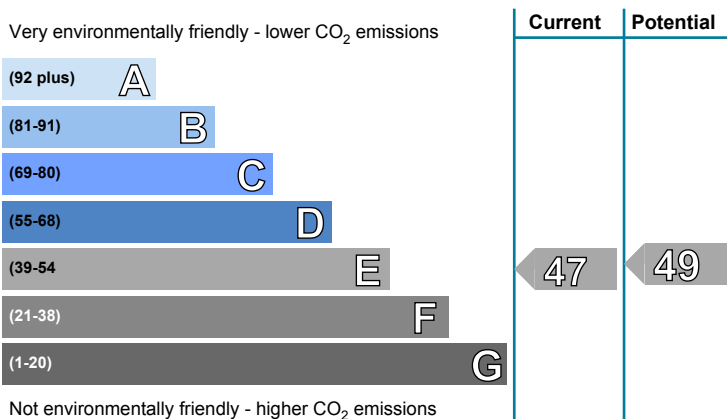 Current Potential
Very environmentally friendly - lower CO₂ emissions
(92 plus) A
(81-91) B
(69-80) C
(55-68) D
(39-54 E 47 49
(21-38) F
(1-20) G
Not environmentally friendly - higher CO₂ emissions